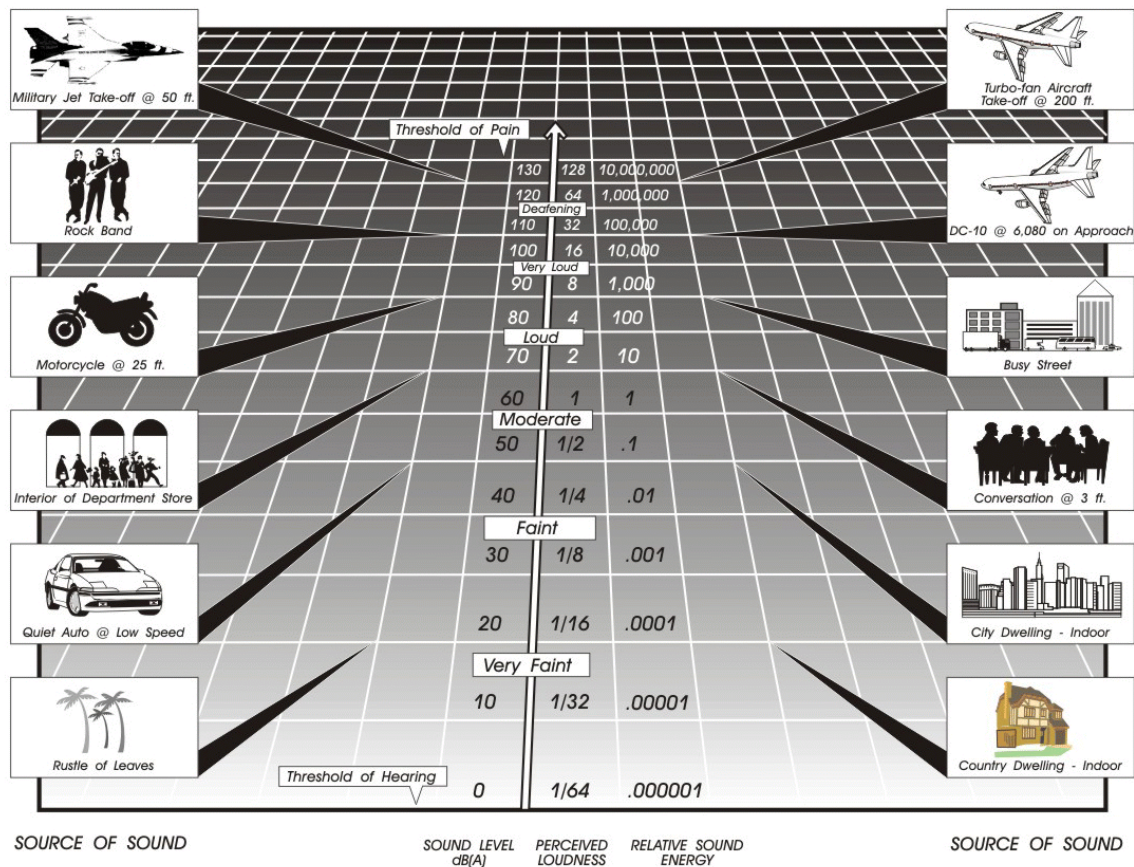 Military Jet Take-off @ 50 ft.
Turbo-fan Aircraft
Take-off @ 200 ft.
Threshold of Pain
130 128 10,000,000
120 64 1,000,000
Deafening
110 32 100,000
Rock Band
DC-10 @ 6,080 on Approach
100 16 10,000
Very Loud
90 8 1,000
80 4 100
Loud
70 2 10
Motorcycle @ 25 ft.
Busy Street
60 1 1
Moderate
50 1/2 .1
40 1/4 .01
Interior of Department Store
Conversation @ 3 ft.
Faint
30 1/8 .001
20 1/16 .0001
Quiet Auto @ Low Speed
City Dwelling - Indoor
Very Faint
10 1/32 .00001
Rustle of Leaves
Country Dwelling - Indoor
Threshold of Hearing
0 1/64 .000001
SOURCE OF SOUND
SOUND LEVEL
dB(A)
PERCEIVED
LOUDNESS
RELATIVE SOUND
ENERGY
SOURCE OF SOUND